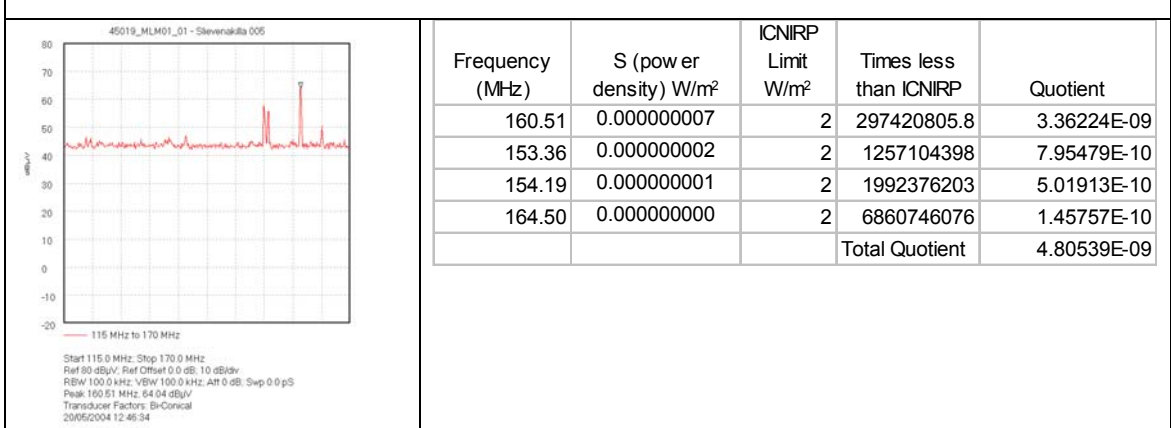 45019_MLM01_01 - Slievenakilla 005
80
70
60
50
40
30
20
10
0
-10
-20
dBµV
115 MHz to 170 MHz
Start 115.0 MHz; Stop 170.0 MHz
Ref 80 dBµV; Ref Offset 0.0 dB; 10 dB/div
RBW 100.0 kHz; VBW 100.0 kHz; Att 0 dB; Swp 0.0 pS
Peak 160.51 MHz, 64.04 dBµV
Transducer Factors: Bi-Conical
20/05/2004 12:46:34
Frequency (MHz) S (pow er density) W/m² ICNIRP Limit W/m² Times less than ICNIRP Quotient
160.51 0.000000007 2 297420805.8 3.36224E-09
153.36 0.000000002 2 1257104398 7.95479E-10
154.19 0.000000001 2 1992376203 5.01913E-10
164.50 0.000000000 2 6860746076 1.45757E-10
Total Quotient 4.80539E-09